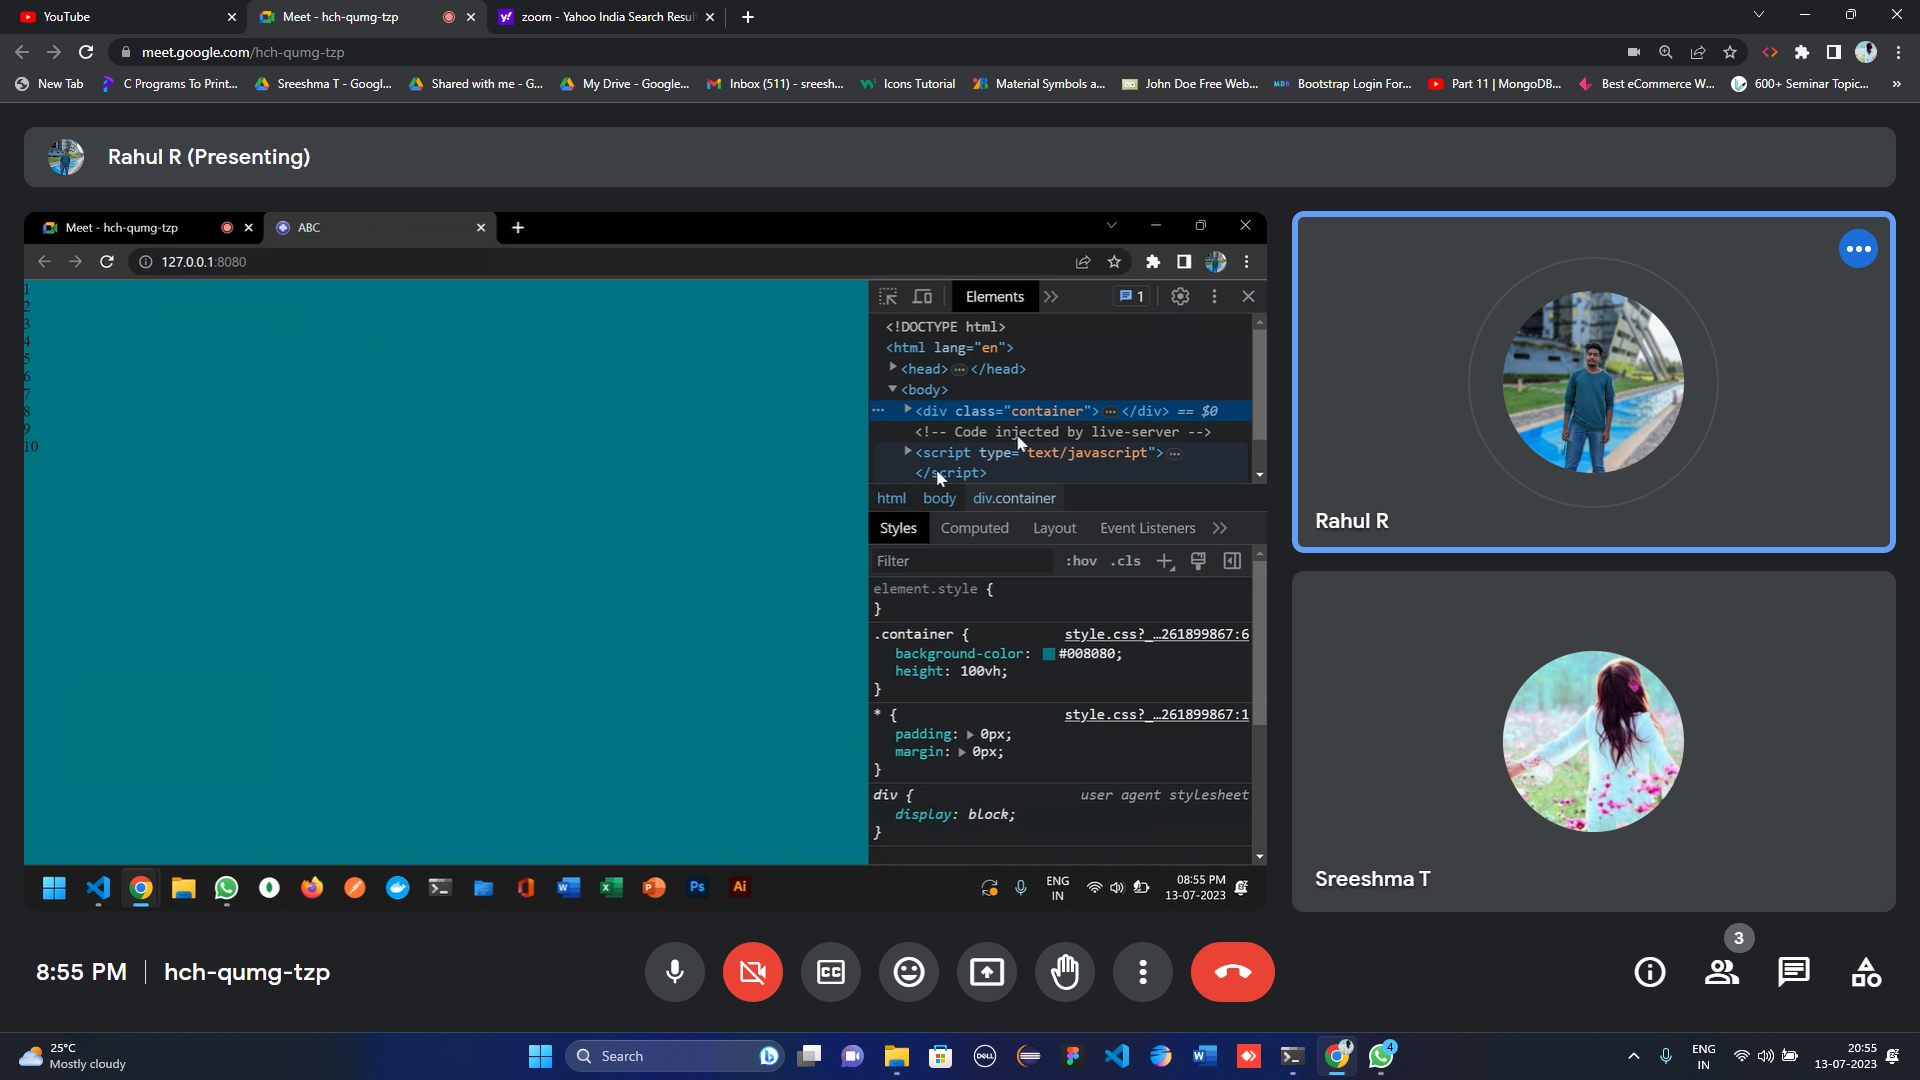 YouTube
Meet - hch-qumg-tzp
zoom - Yahoo India Search Resul
meet.google.com/hch-qumg-tzp
New Tab
C Programs To Print...
Sreeshma T - Googl...
Shared with me - G...
My Drive - Google...
Inbox (511) - sreesh...
Icons Tutorial
Material Symbols a...
John Doe Free Web...
Bootstrap Login For...
Part 11 | MongoDB...
Best eCommerce W...
600+ Seminar Topic...
Rahul R (Presenting)
Meet - hch-qumg-tzp
ABC
127.0.0.1:8080
1
2
3
4
5
6
7
8
9
10
Elements
1
<!DOCTYPE html>
<html lang="en">
<head> … </head>
<body>
<div class="container"> … </div> == $0
<!-- Code injected by live-server -->
<script type="text/javascript"> …
</script>
html body div.container
Styles Computed Layout Event Listeners
Filter :hov .cls
element.style {
}
.container { style.css?_…261899867:6
background-color: #008080;
height: 100vh;
}
* { style.css?_…261899867:1
padding: 0px;
margin: 0px;
}
div { user agent stylesheet
display: block;
}
Ps
Ai
ENG
IN
08:55 PM
13-07-2023
Rahul R
Sreeshma T
8:55 PM | hch-qumg-tzp
CC
3
25°C
Mostly cloudy
Search
DELL
4
ENG
IN
20:55
13-07-2023